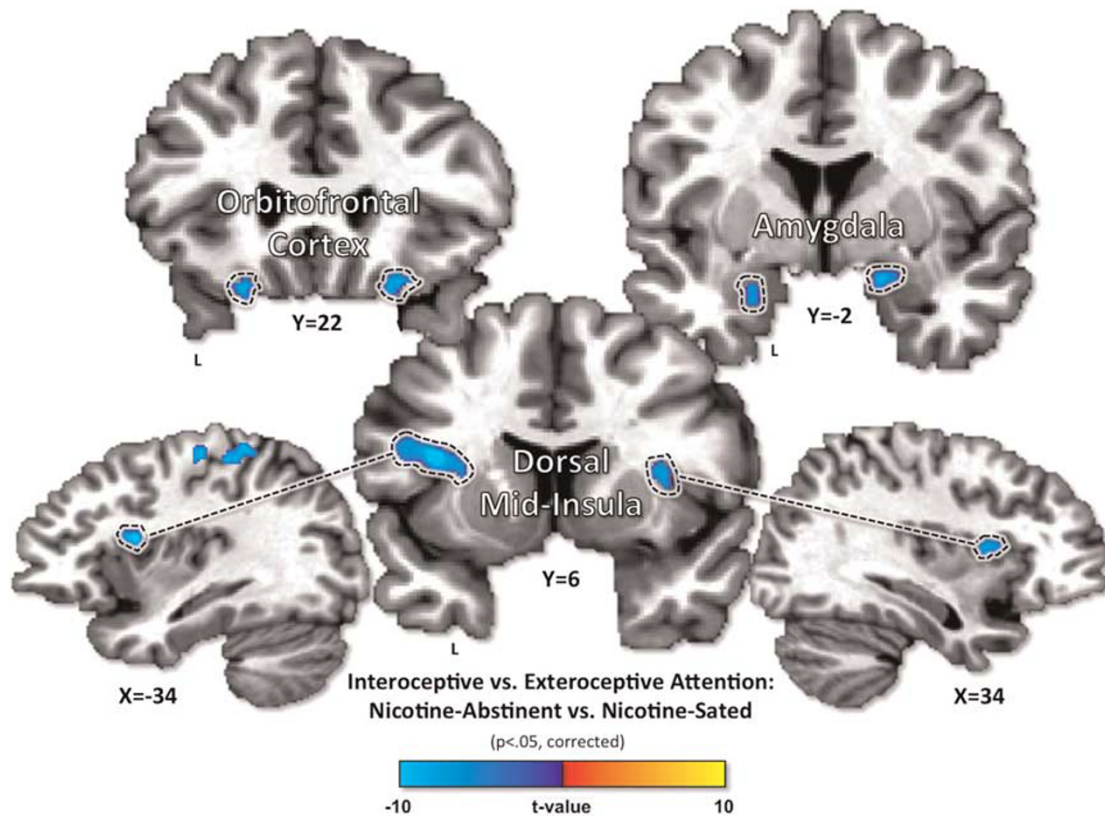 Orbitofrontal
Cortex
Y=22
L
Amygdala
Y=-2
L
Dorsal
Mid-Insula
Y=6
L
X=-34
X=34
Interoceptive vs. Exteroceptive Attention:
Nicotine-Abstinent vs. Nicotine-Sated
(p<.05, corrected)
-10
t-value
10